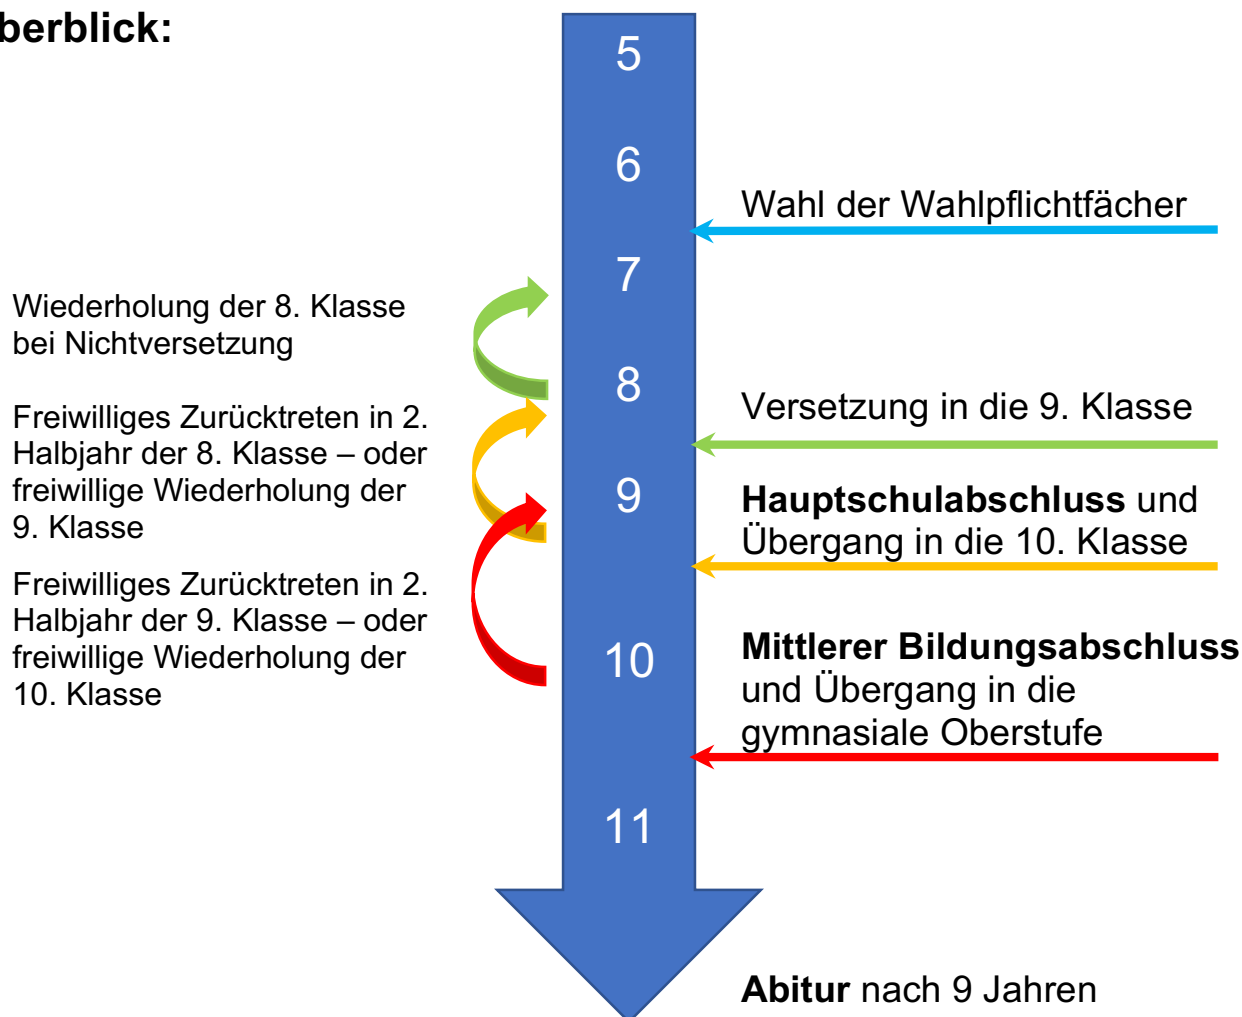 berblick:
5
6
Wahl der Wahlpflichtfächer
7
Wiederholung der 8. Klasse
bei Nichtversetzung
8
Versetzung in die 9. Klasse
Freiwilliges Zurücktreten in 2.
Halbjahr der 8. Klasse – oder
freiwillige Wiederholung der
9. Klasse
9
Hauptschulabschluss und
Übergang in die 10. Klasse
Freiwilliges Zurücktreten in 2.
Halbjahr der 9. Klasse – oder
freiwillige Wiederholung der
10. Klasse
10
Mittlerer Bildungsabschluss
und Übergang in die
gymnasiale Oberstufe
11
Abitur nach 9 Jahren